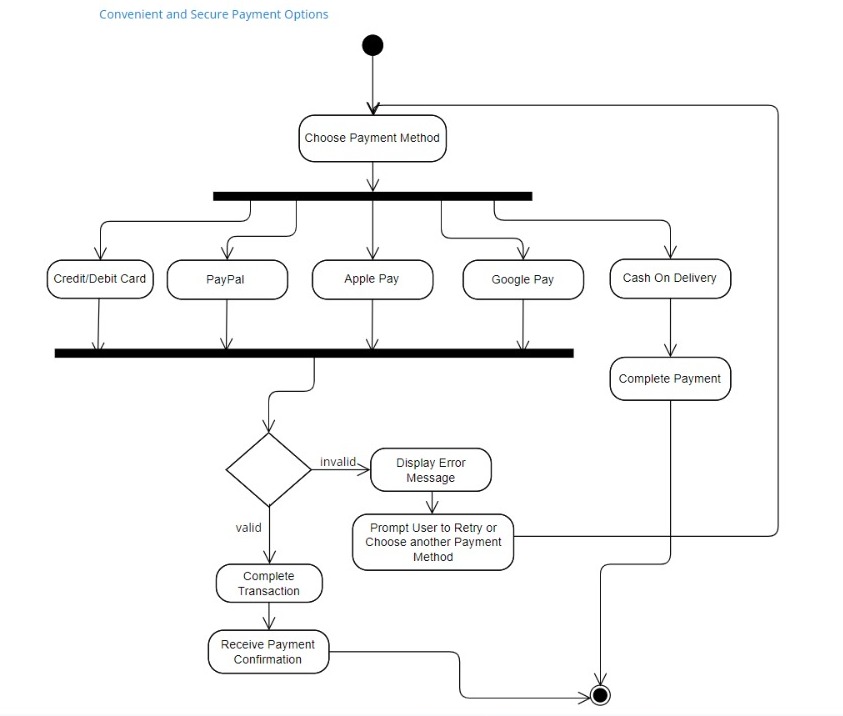 Convenient and Secure Payment Options
Choose Payment Method
Credit/Debit Card
PayPal
Apple Pay
Google Pay
Cash On Delivery
Complete Payment
invalid
Display Error
Message
valid
Prompt User to Retry or
Choose another Payment
Method
Complete
Transaction
Receive Payment
Confirmation